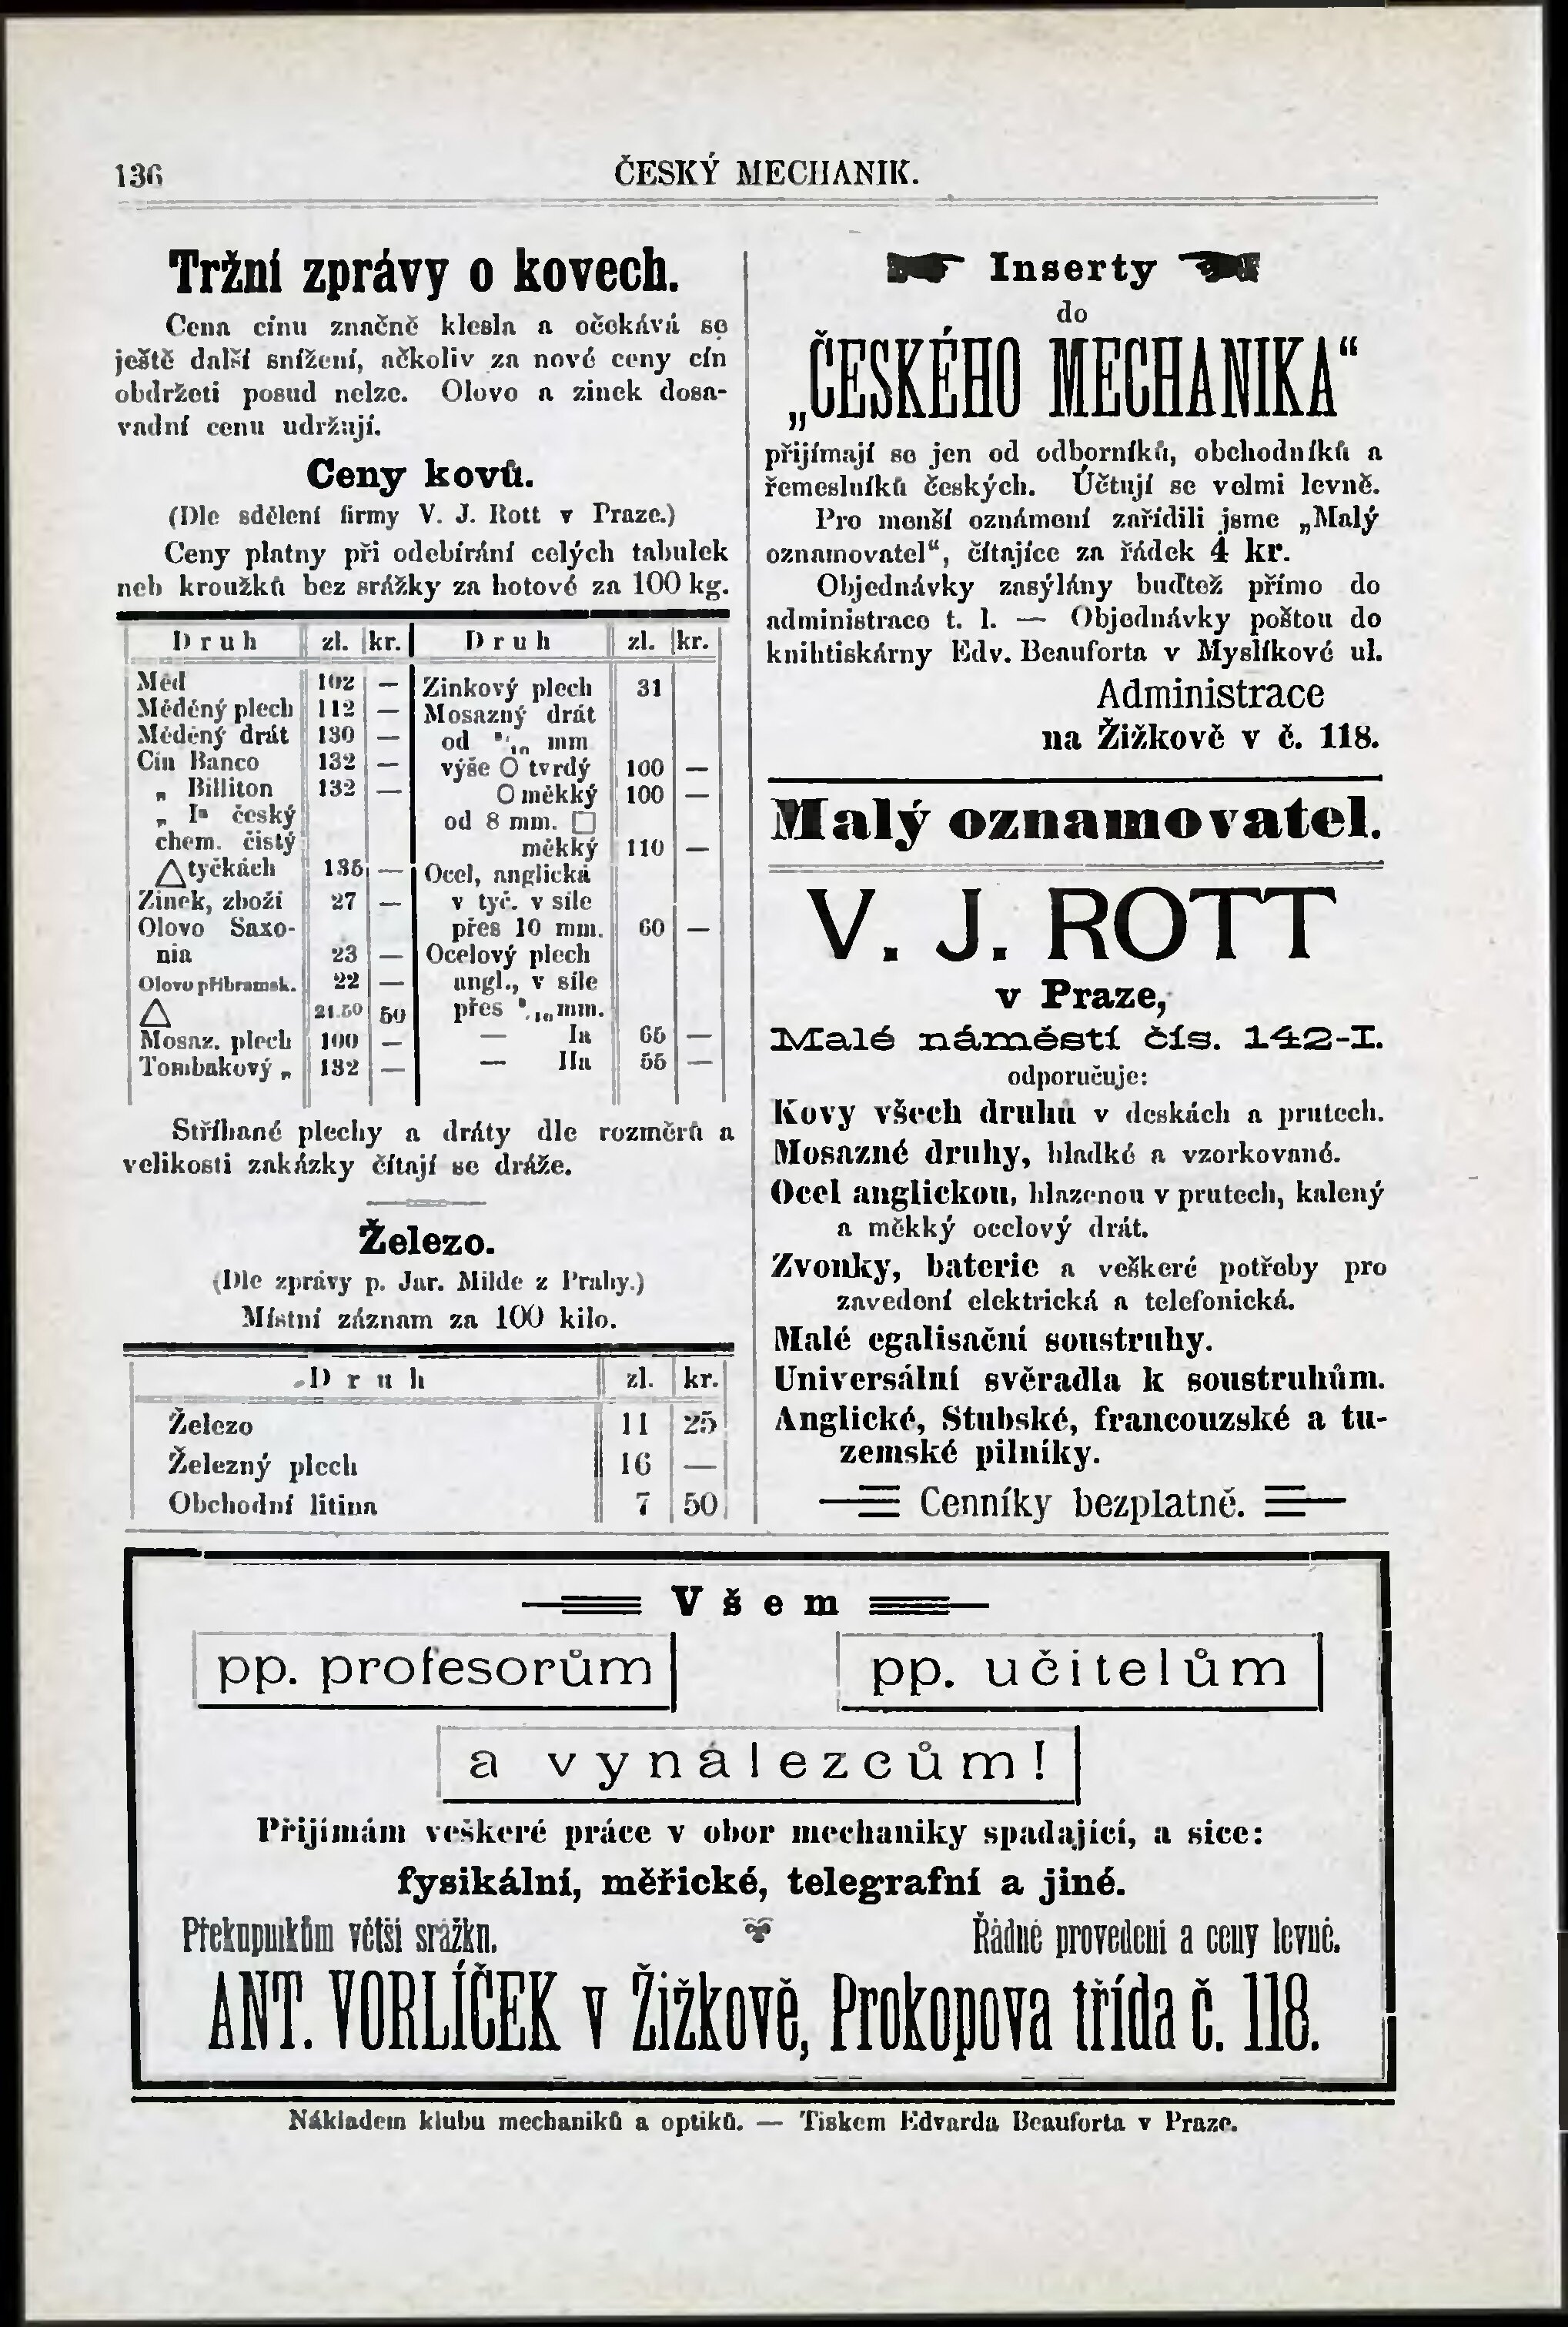 136
ČESKÝ MECHANIK.
Tržní zprávy o kovech.
Cena cínu značně klesla a očekává se
ještě další snížení, ačkoliv za nové ceny cín
obdržeti posud nelze. Olovo a zinek dosa-
vadní cenu udržují.
Ceny kovů.
(Dle sdělení firmy V. J. Rott v Praze.)
Ceny platny při odebírání celých tabulek
neb kroužků bez srážky za hotové za 100 kg.
Druh zl. kr.
Měď 102 —
Měděný plech 112 —
Měděný drát 130 —
Cín Banco 132 —
„ Billiton 132 —
„ Iª český
chem. čistý
△ tyčkách 135 —
Zinek, zboží 27 —
Olovo Saxo-
nia 23 —
Olovo příbramsk. 22 —
△ 21.50 50
Mosaz. plech 100 —
Tombakový „ 132 —
Druh zl. kr.
Zinkový plech 31
Mosazný drát
od mm
výše O tvrdý 100 —
O měkký 100 —
od 8 mm. □
měkký 110 —
Ocel, anglická
v tyč. v síle
přes 10 mm. 60 —
Ocelový plech
angl., v síle
přes mm.
— Ia 65 —
— IIa 55 —
Stříhané plechy a dráty dle rozměrů a
velikosti zakázky čítají se dráže.
Železo.
(Dle zprávy p. Jar. Milde z Prahy.)
Místní záznam za 100 kilo.
Druh zl. kr.
Železo 11 25
Železný plech 16 —
Obchodní litina 7 50
Inserty
do
„ČESKÉHO MECHANIKA“
přijímají se jen od odborníků, obchodníků a
řemeslníků českých. Účtují se velmi levně.
Pro menší oznámení zařídili jsme „Malý
oznamovatel“, čítajíce za řádek 4 kr.
Objednávky zasýlány buďtež přímo do
administrace t. l. — Objednávky poštou do
knihtiskárny Edv. Beauforta v Myslíkové ul.
Administrace
na Žižkově v č. 118.
Malý oznamovatel.
V. J. ROTT
v Praze,
Malé náměstí čís. 142-I.
odporučuje:
Kovy všech druhů v deskách a prutech.
Mosazné druhy, hladké a vzorkované.
Ocel anglickou, hlazenou v prutech, kalený
a měkký ocelový drát.
Zvonky, baterie a veškeré potřeby pro
zavedení elektrická a telefonická.
Malé egalisační soustruhy.
Universální svěradla k soustruhům.
Anglické, Stubské, francouzské a tu-
zemské pilníky.
Cenníky bezplatně.
Všem
pp. profesorům
pp. učitelům
a vynálezcům!
Přijímám veškeré práce v obor mechaniky spadající, a sice:
fysikální, měřické, telegrafní a jiné.
Překupníkům větší srážku.
Řádné provedení a ceny levné.
ANT. VORLÍČEK v Žižkově, Prokopova třída č. 118.
Nákladem klubu mechaniků a optiků. — Tiskem Edvarda Beauforta v Praze.